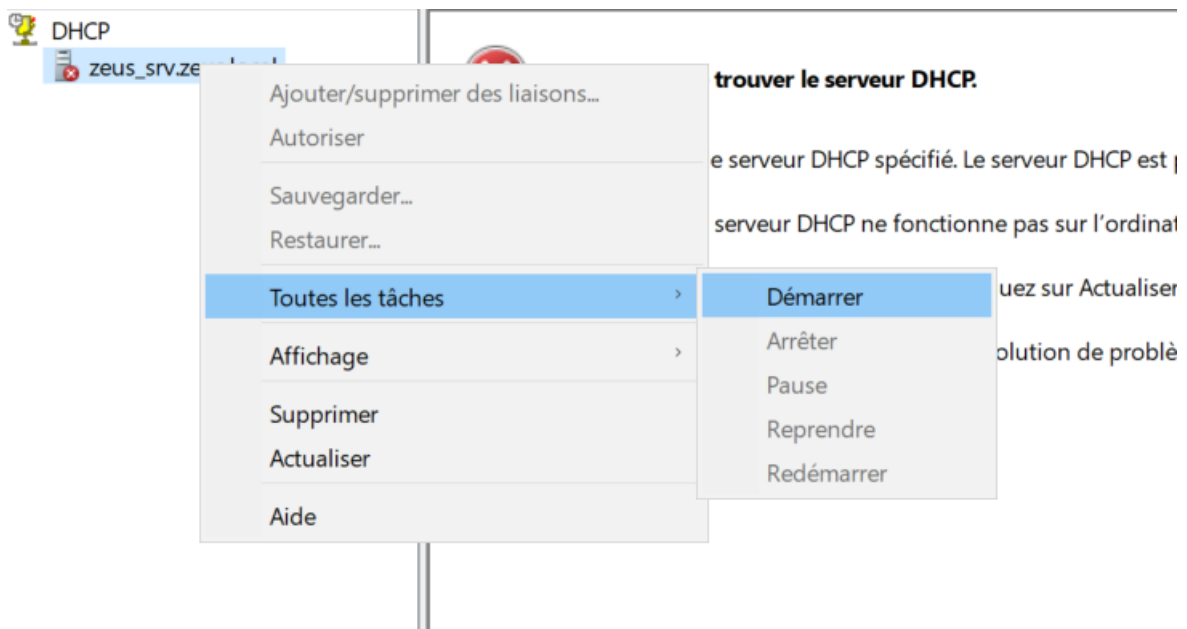 DHCP
zeus_srv.ze
trouver le serveur DHCP.
Ajouter/supprimer des liaisons...
Autoriser
e serveur DHCP spécifié. Le serveur DHCP est
Sauvegarder...
serveur DHCP ne fonctionne pas sur l'ordinat
Restaurer...
Toutes les tâches
Démarrer
uez sur Actualiser
Arrêter
olution de problè
Affichage
Pause
Supprimer
Reprendre
Actualiser
Redémarrer
Aide